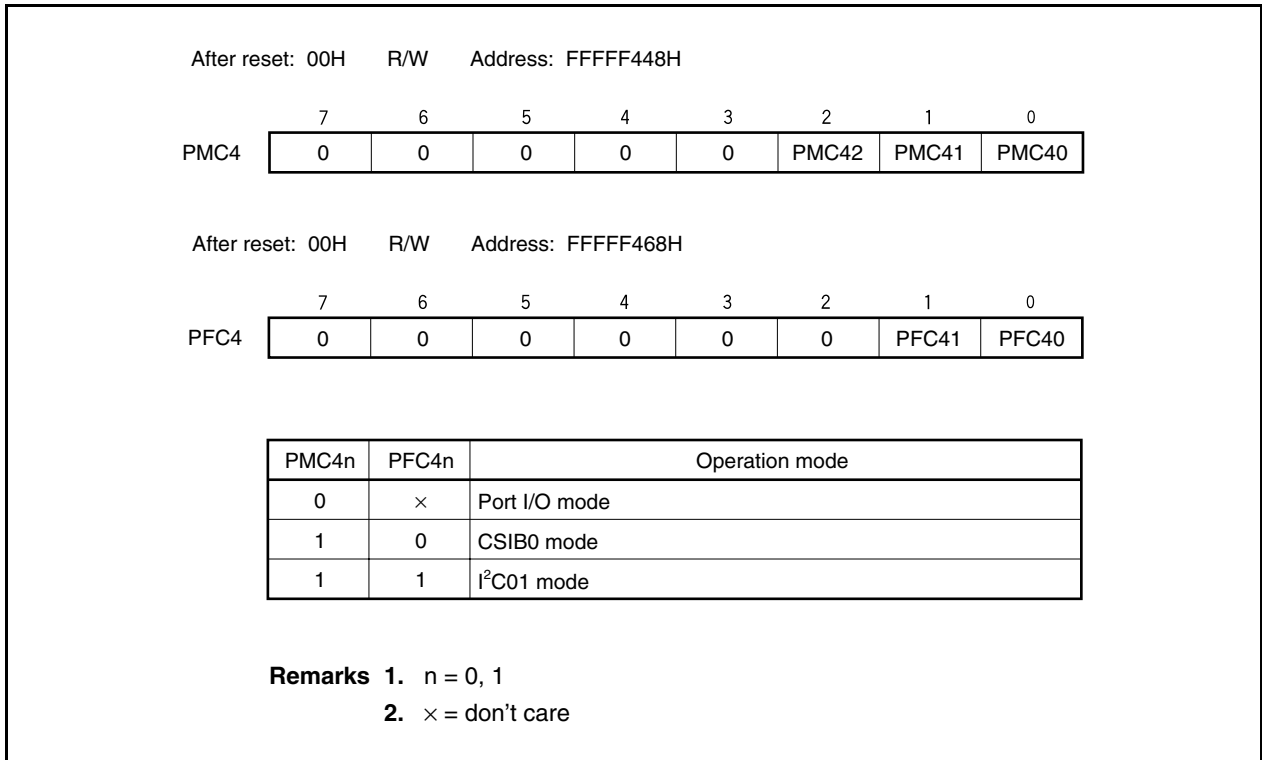 After reset: 00H R/W Address: FFFFF448H
7 6 5 4 3 2 1 0
PMC4 0 0 0 0 0 PMC42 PMC41 PMC40
After reset: 00H R/W Address: FFFFF468H
7 6 5 4 3 2 1 0
PFC4 0 0 0 0 0 0 PFC41 PFC40
PMC4n PFC4n Operation mode
0 × Port I/O mode
1 0 CSIB0 mode
1 1 I²C01 mode
Remarks 1. n = 0, 1
2. × = don't care